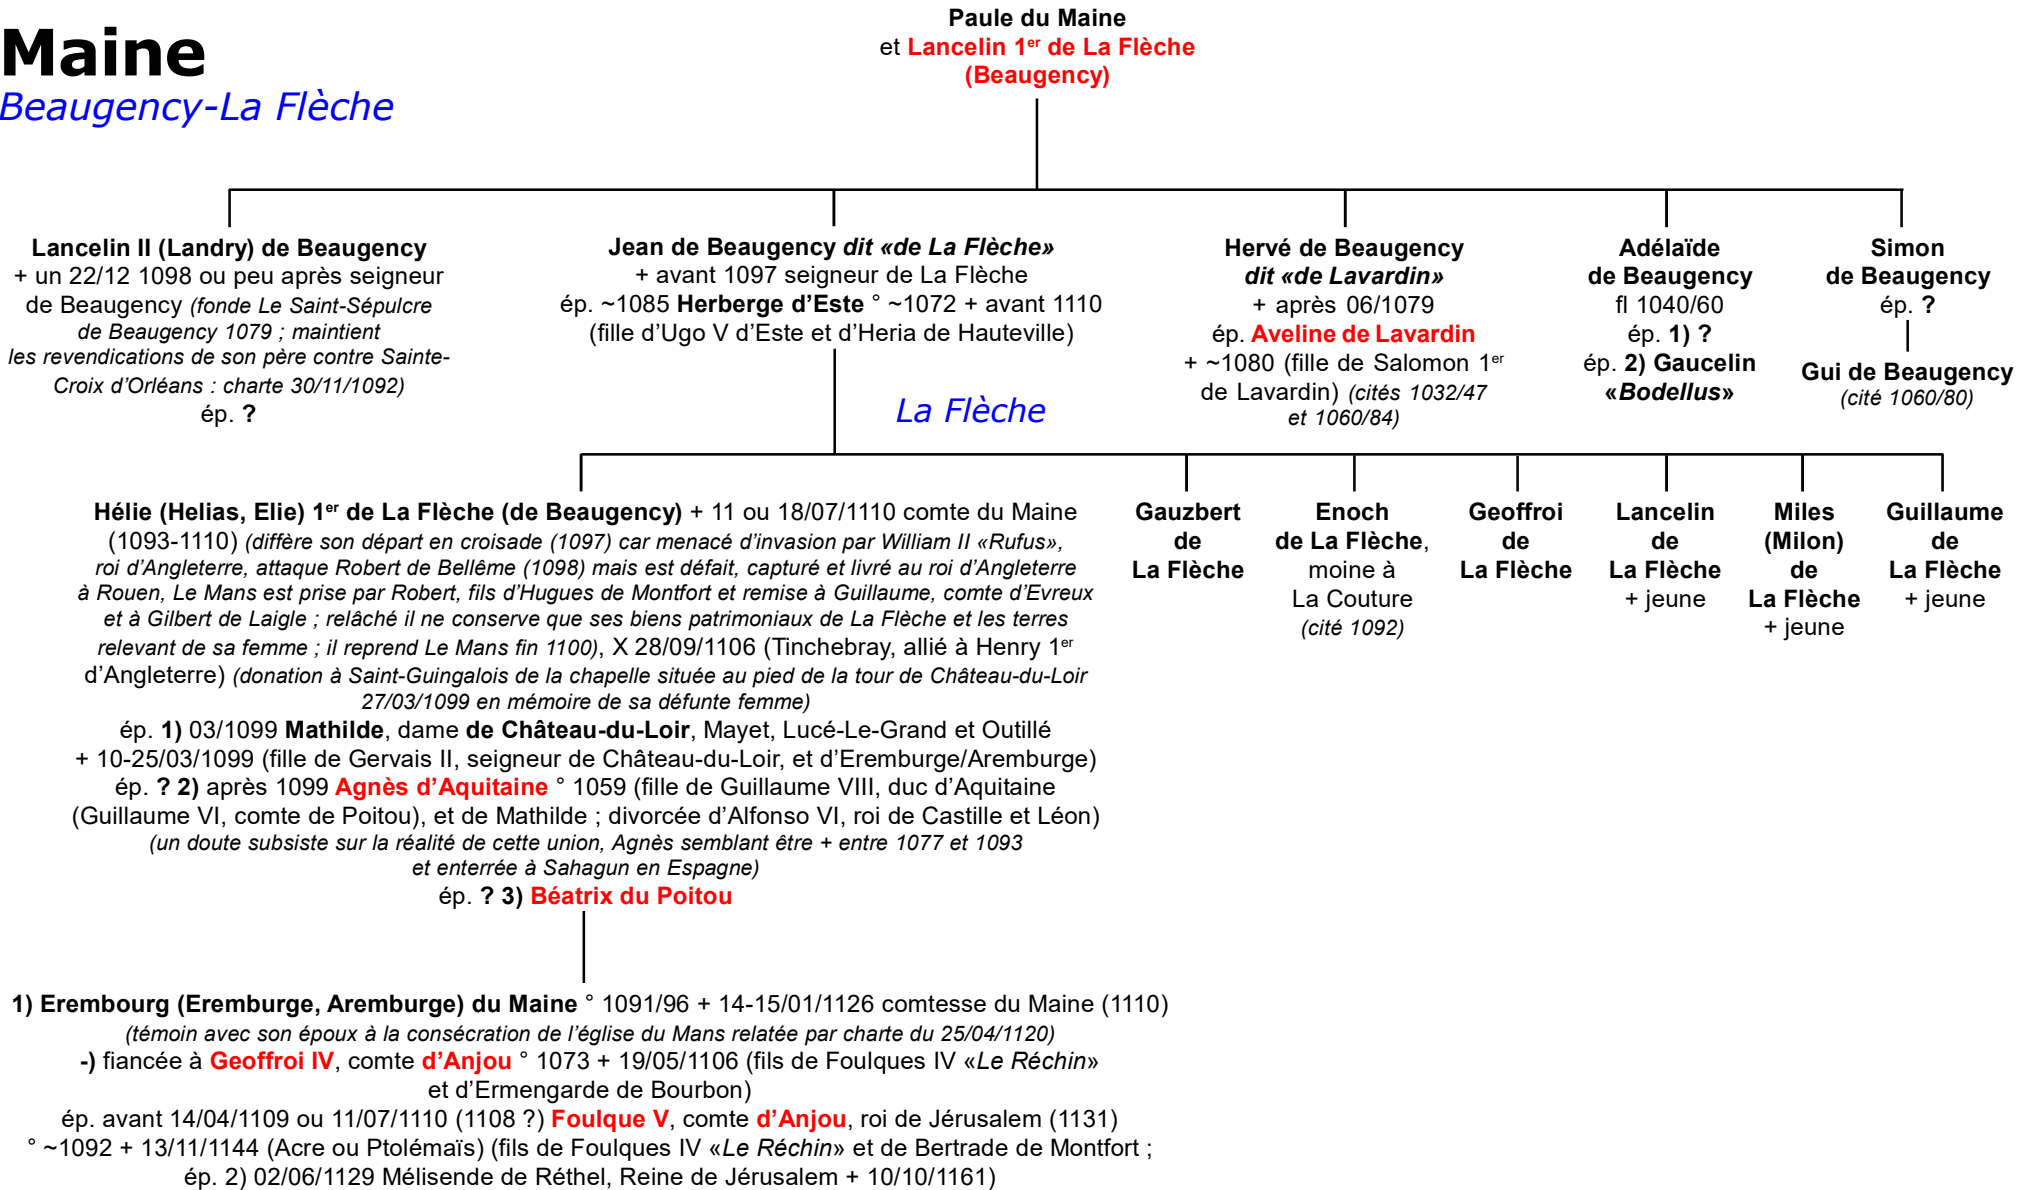 Maine
Beaugency-La Flèche
Paule du Maine
et Lancelin 1er de La Flèche
(Beaugency)
Lancelin II (Landry) de Beaugency
+ un 22/12 1098 ou peu après seigneur
de Beaugency (fonde Le Saint-Sépulcre
de Beaugency 1079 ; maintient
les revendications de son père contre Sainte-
Croix d’Orléans : charte 30/11/1092)
ép. ?
Jean de Beaugency dit «de La Flèche»
+ avant 1097 seigneur de La Flèche
ép. ~1085 Herberge d’Este ° ~1072 + avant 1110
(fille d’Ugo V d’Este et d’Heria de Hauteville)
Hervé de Beaugency
dit «de Lavardin»
+ après 06/1079
ép. Aveline de Lavardin
+ ~1080 (fille de Salomon 1er
de Lavardin) (cités 1032/47
et 1060/84)
Adélaïde
de Beaugency
fl 1040/60
ép. 1) ?
ép. 2) Gaucelin
«Bodellus»
Simon
de Beaugency
ép. ?
Gui de Beaugency
(cité 1060/80)
La Flèche
Hélie (Helias, Elie) 1er de La Flèche (de Beaugency) + 11 ou 18/07/1110 comte du Maine
(1093-1110) (diffère son départ en croisade (1097) car menacé d’invasion par William II «Rufus»,
roi d’Angleterre, attaque Robert de Bellême (1098) mais est défait, capturé et livré au roi d’Angleterre
à Rouen, Le Mans est prise par Robert, fils d’Hugues de Montfort et remise à Guillaume, comte d’Evreux
et à Gilbert de Laigle ; relâché il ne conserve que ses biens patrimoniaux de La Flèche et les terres
relevant de sa femme ; il reprend Le Mans fin 1100), X 28/09/1106 (Tinchebray, allié à Henry 1er
d’Angleterre) (donation à Saint-Guingalois de la chapelle située au pied de la tour de Château-du-Loir
27/03/1099 en mémoire de sa défunte femme)
ép. 1) 03/1099 Mathilde, dame de Château-du-Loir, Mayet, Lucé-Le-Grand et Outillé
+ 10-25/03/1099 (fille de Gervais II, seigneur de Château-du-Loir, et d’Eremburge/Aremburge)
ép. ? 2) après 1099 Agnès d’Aquitaine ° 1059 (fille de Guillaume VIII, duc d’Aquitaine
(Guillaume VI, comte de Poitou), et de Mathilde ; divorcée d’Alfonso VI, roi de Castille et Léon)
(un doute subsiste sur la réalité de cette union, Agnès semblant être + entre 1077 et 1093
et enterrée à Sahagun en Espagne)
ép. ? 3) Béatrix du Poitou
Gauzbert
de
La Flèche
Enoch
de La Flèche,
moine à
La Couture
(cité 1092)
Geoffroi
de
La Flèche
Lancelin
de
La Flèche
+ jeune
Miles
(Milon)
de
La Flèche
+ jeune
Guillaume
de
La Flèche
+ jeune
1) Erembourg (Eremburge, Aremburge) du Maine ° 1091/96 + 14-15/01/1126 comtesse du Maine (1110)
(témoin avec son époux à la consécration de l’église du Mans relatée par charte du 25/04/1120)
-) fiancée à Geoffroi IV, comte d’Anjou ° 1073 + 19/05/1106 (fils de Foulques IV «Le Réchin»
et d’Ermengarde de Bourbon)
ép. avant 14/04/1109 ou 11/07/1110 (1108 ?) Foulque V, comte d’Anjou, roi de Jérusalem (1131)
° ~1092 + 13/11/1144 (Acre ou Ptolémaïs) (fils de Foulques IV «Le Réchin» et de Bertrade de Montfort ;
ép. 2) 02/06/1129 Mélisende de Réthel, Reine de Jérusalem + 10/10/1161)